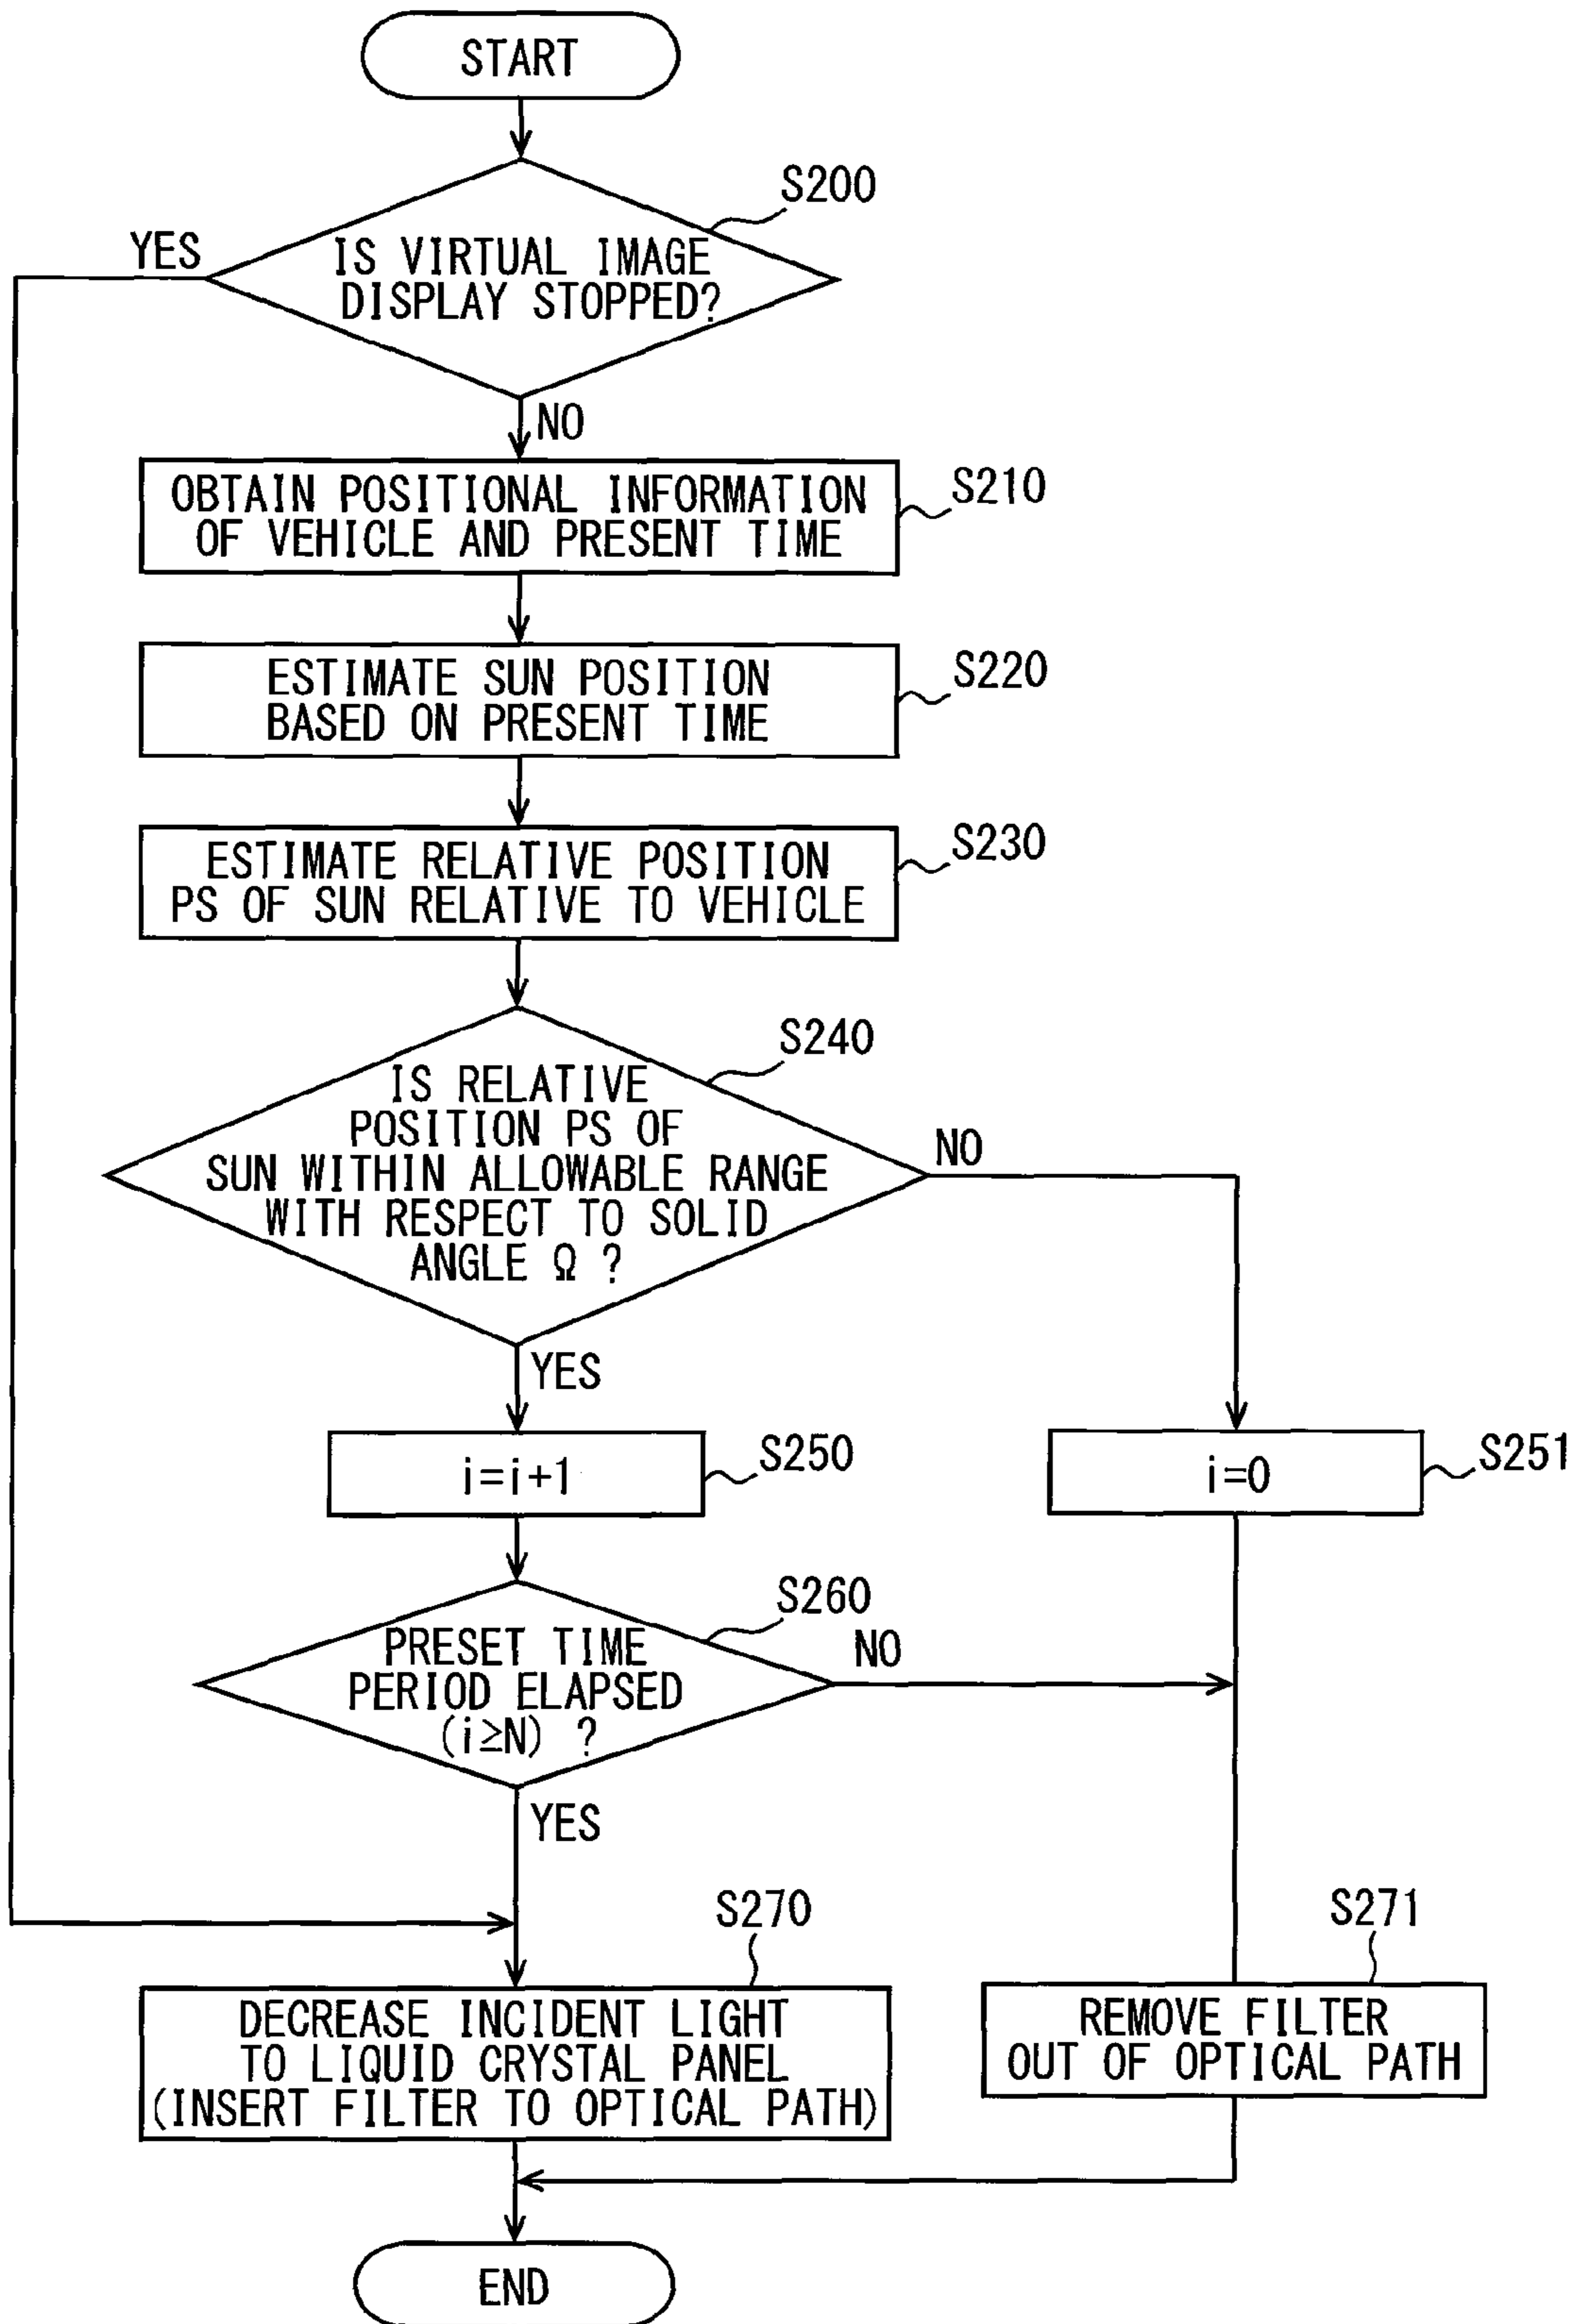 START
S200
YES
IS VIRTUAL IMAGE
DISPLAY STOPPED?
NO
OBTAIN POSITIONAL INFORMATION
OF VEHICLE AND PRESENT TIME
S210
ESTIMATE SUN POSITION
BASED ON PRESENT TIME
S220
ESTIMATE RELATIVE POSITION
PS OF SUN RELATIVE TO VEHICLE
S230
S240
IS RELATIVE
POSITION PS OF
SUN WITHIN ALLOWABLE RANGE
WITH RESPECT TO SOLID
ANGLE Ω ?
NO
YES
i=i+1
S250
i=0
S251
S260
PRESET TIME
PERIOD ELAPSED
(i≥N) ?
NO
YES
S270
DECREASE INCIDENT LIGHT
TO LIQUID CRYSTAL PANEL
(INSERT FILTER TO OPTICAL PATH)
S271
REMOVE FILTER
OUT OF OPTICAL PATH
END